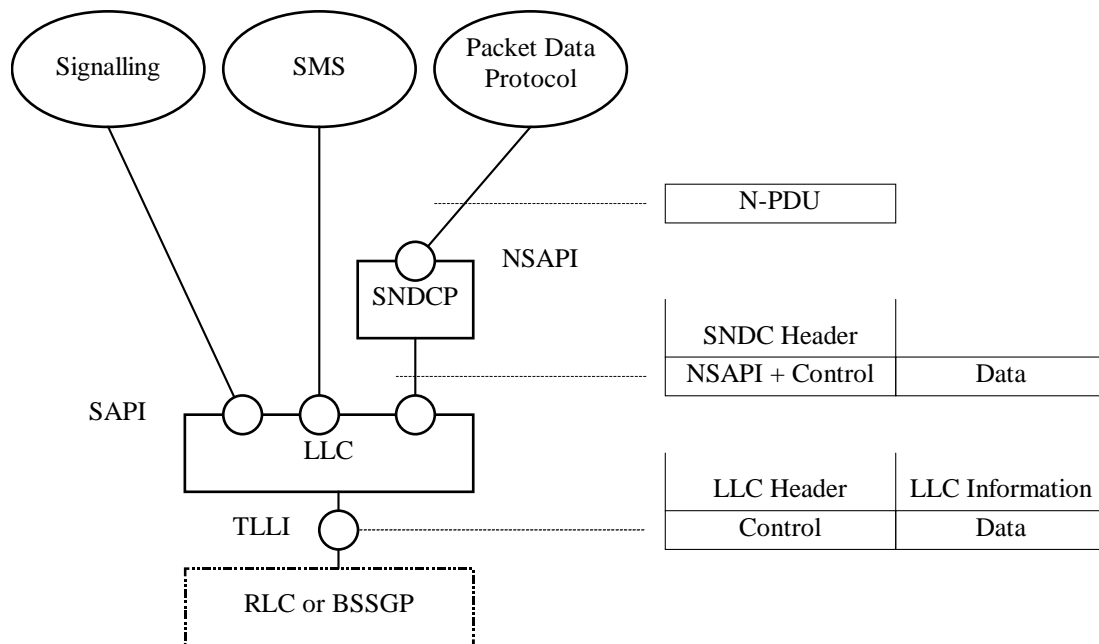 Signalling
SMS
Packet Data
Protocol
N-PDU
NSAPI
SNDCP
SNDC Header
NSAPI + Control
Data
SAPI
LLC
LLC Header
LLC Information
TLLI
Control
Data
RLC or BSSGP